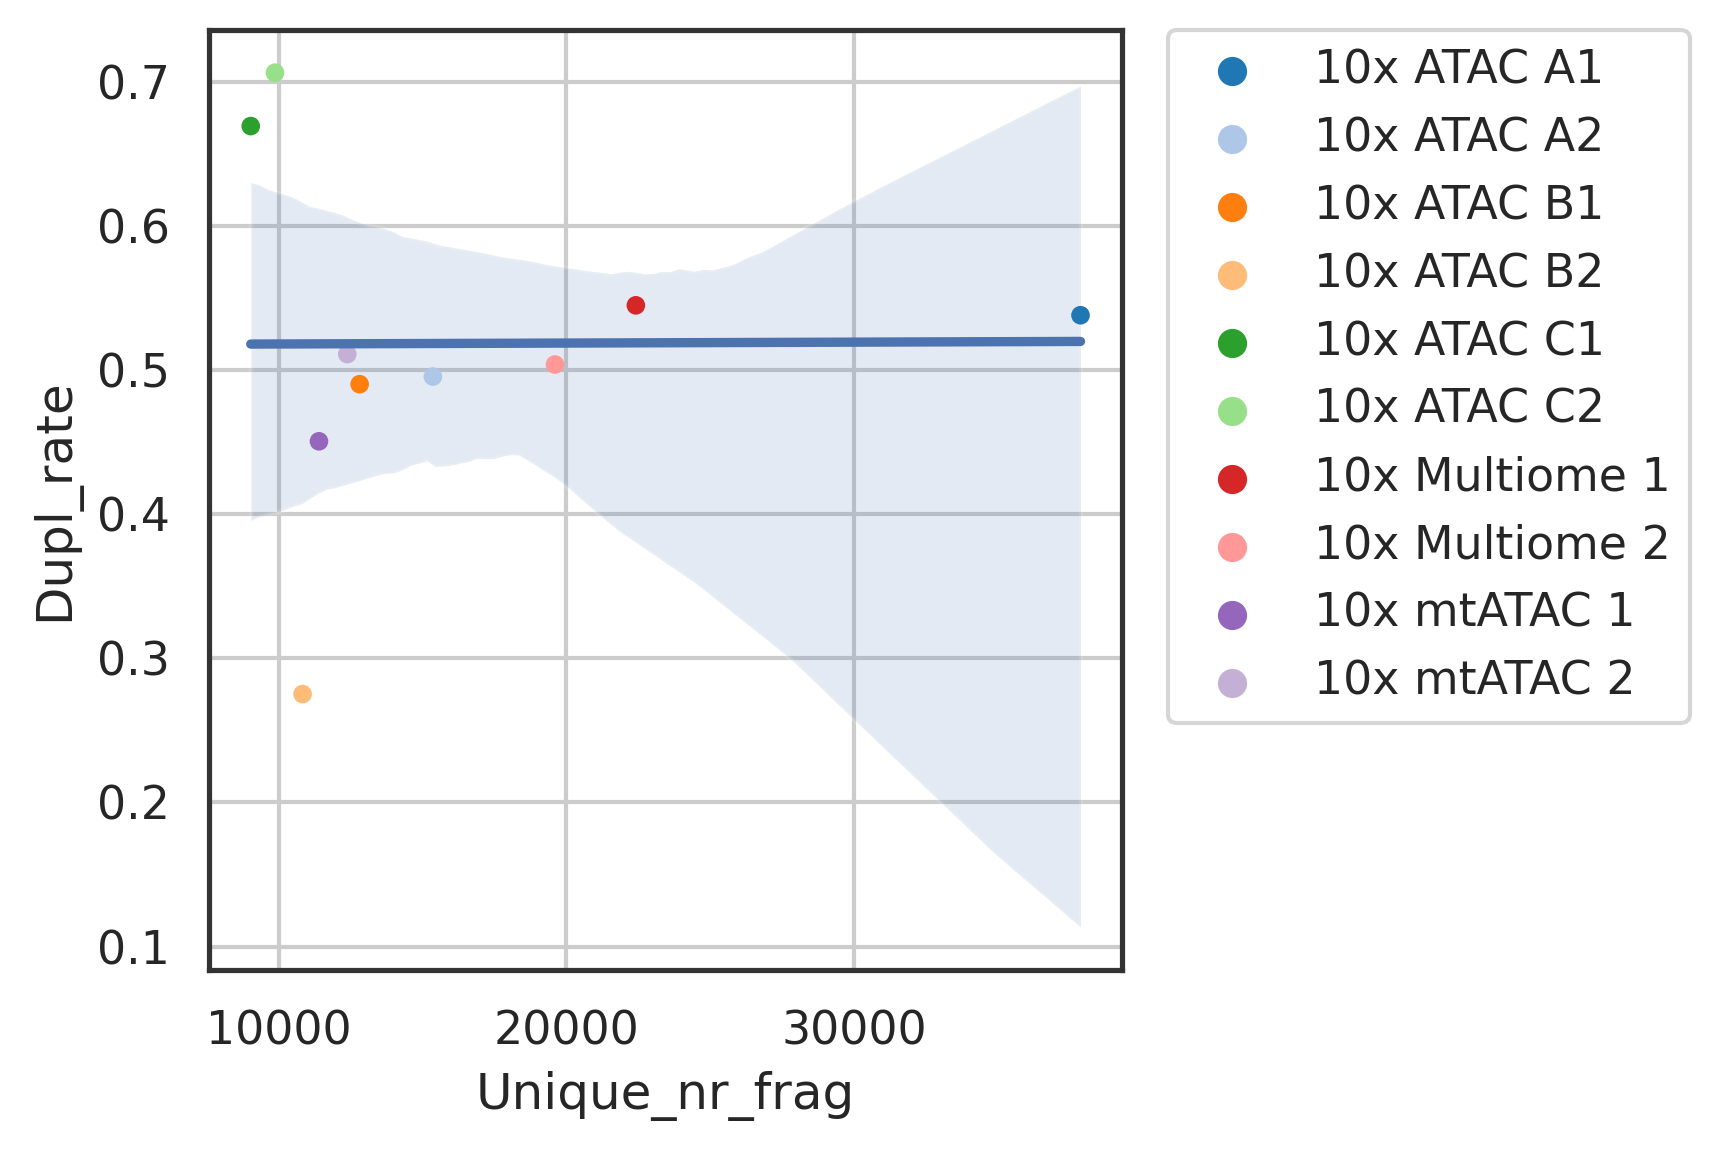 0.7
0.6
0.5
0.4
0.3
0.2
0.1
Dupl_rate
10000 20000 30000
Unique_nr_frag
10x ATAC A1
10x ATAC A2
10x ATAC B1
10x ATAC B2
10x ATAC C1
10x ATAC C2
10x Multiome 1
10x Multiome 2
10x mtATAC 1
10x mtATAC 2